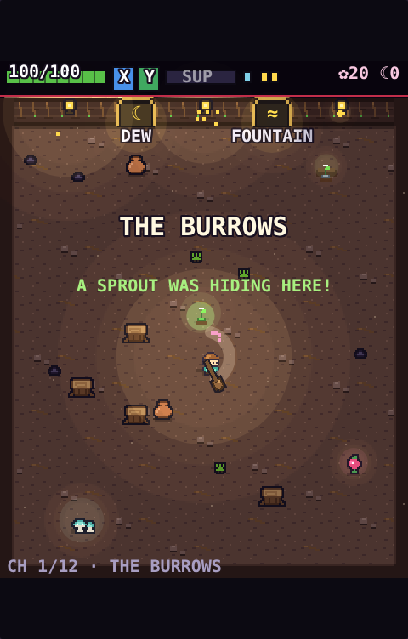 100/100 X Y SUP ✿20 ☾0
DEW FOUNTAIN
THE BURROWS
A SPROUT WAS HIDING HERE!
CH 1/12 · THE BURROWS